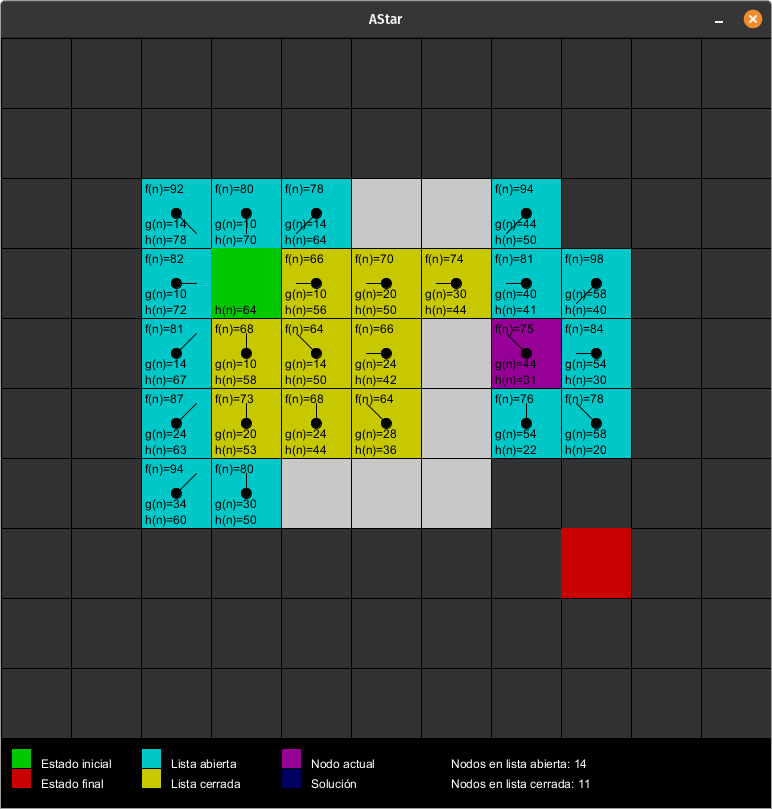 AStar
f(n)=92 f(n)=80 f(n)=78 f(n)=94
g(n)=14 g(n)=10 g(n)=14 g(n)=44
h(n)=78 h(n)=70 h(n)=64 h(n)=50
f(n)=82 f(n)=66 f(n)=70 f(n)=74 f(n)=81 f(n)=98
g(n)=10 g(n)=10 g(n)=20 g(n)=30 g(n)=40 g(n)=58
h(n)=72 h(n)=64 h(n)=56 h(n)=50 h(n)=44 h(n)=41 h(n)=40
f(n)=81 f(n)=68 f(n)=64 f(n)=66 f(n)=75 f(n)=84
g(n)=14 g(n)=10 g(n)=14 g(n)=24 g(n)=44 g(n)=54
h(n)=67 h(n)=58 h(n)=50 h(n)=42 h(n)=31 h(n)=30
f(n)=87 f(n)=73 f(n)=68 f(n)=64 f(n)=76 f(n)=78
g(n)=24 g(n)=20 g(n)=24 g(n)=28 g(n)=54 g(n)=58
h(n)=63 h(n)=53 h(n)=44 h(n)=36 h(n)=22 h(n)=20
f(n)=94 f(n)=80
g(n)=34 g(n)=30
h(n)=60 h(n)=50
Estado inicial Lista abierta Nodo actual Nodos en lista abierta: 14
Estado final Lista cerrada Solución Nodos en lista cerrada: 11